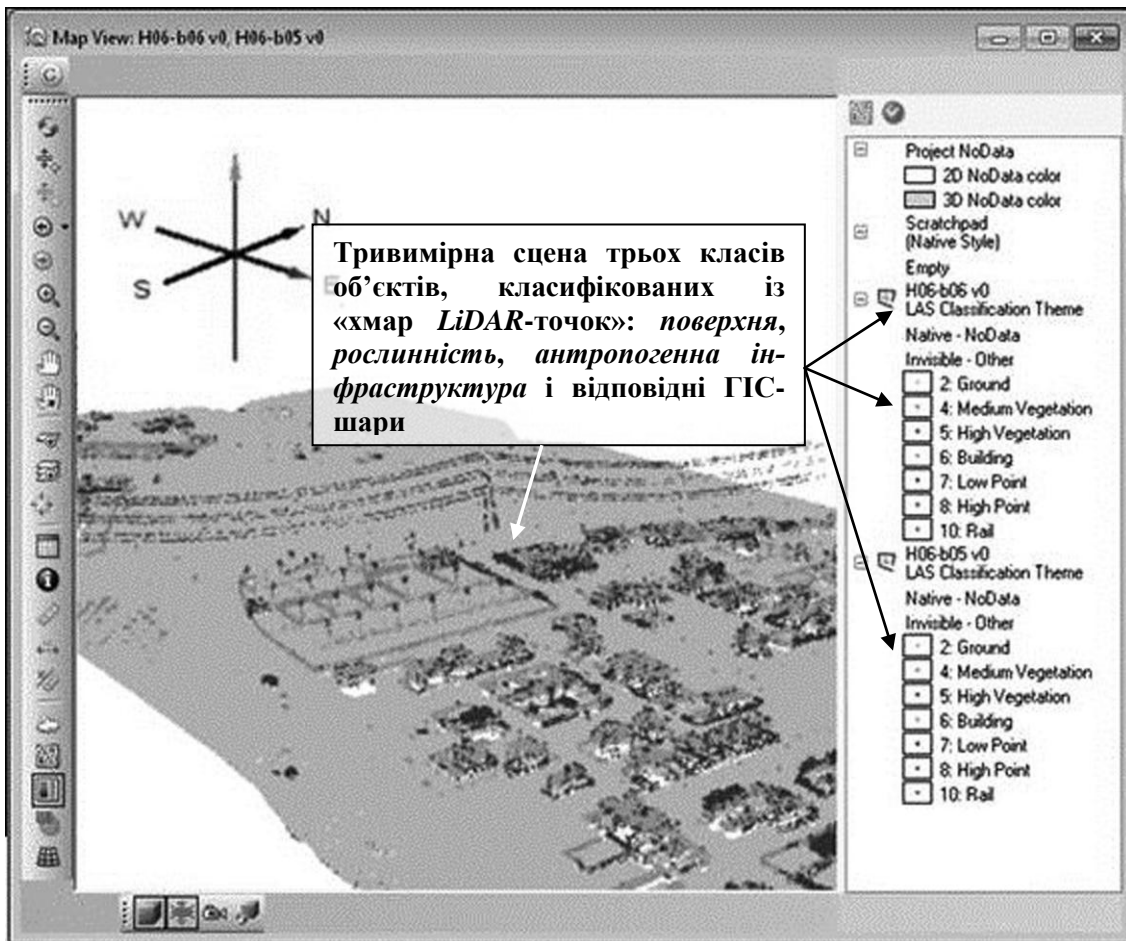 Map View: H06-b06 v0, H06-b05 v0
C
W
N
S
E
Тривимірна сцена трьох класів
об’єктів, класифікованих із
«хмар LiDAR-точок»: поверхня,
рослинність, антропогенна ін-
фраструктура і відповідні ГІС-
шари
Project NoData
2D NoData color
3D NoData color
Scratchpad
(Native Style)
Empty
H06-b06 v0
LAS Classification Theme
Native - NoData
Invisible - Other
2: Ground
4: Medium Vegetation
5: High Vegetation
6: Building
7: Low Point
8: High Point
10: Rail
H06-b05 v0
LAS Classification Theme
Native - NoData
Invisible - Other
2: Ground
4: Medium Vegetation
5: High Vegetation
6: Building
7: Low Point
8: High Point
10: Rail